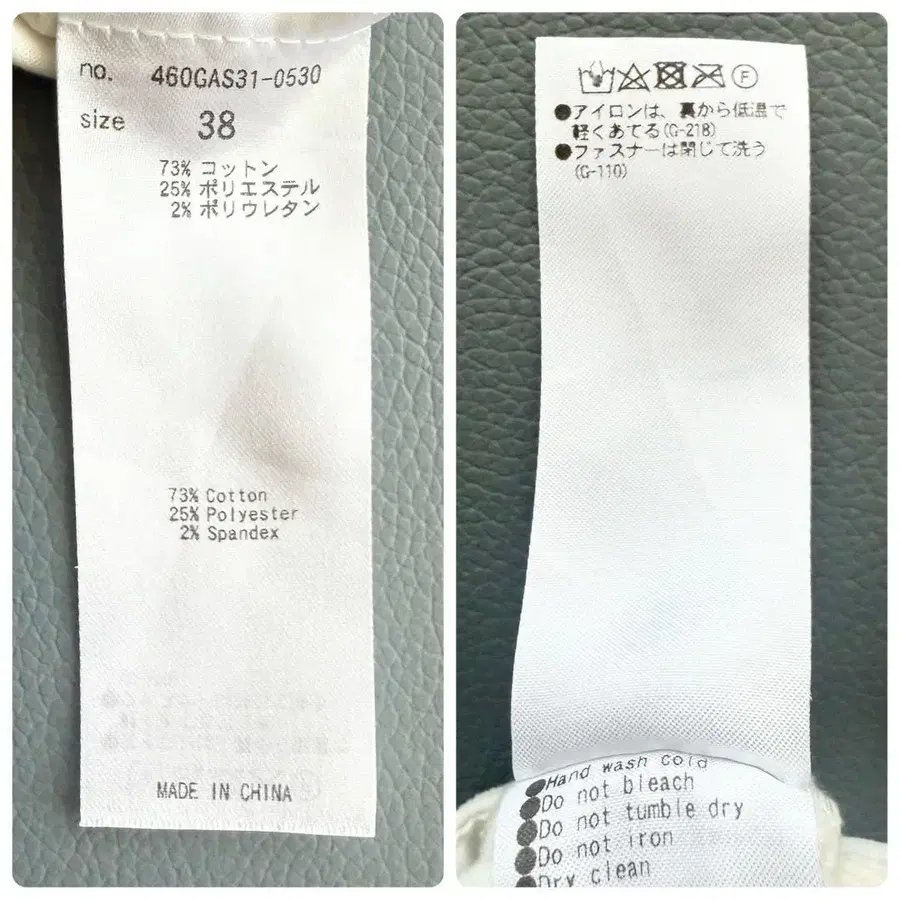 no. 460GAS31-0530
size 38
73% コットン
25% ポリエステル
2% ポリウレタン
73% Cotton
25% Polyester
2% Spandex
MADE IN CHINA
F
●アイロンは、裏から低温で
軽くあてる(G-218)
●ファスナーは閉じて洗う
(G-110)
●Hand wash cold
●Do not bleach
●Do not tumble dry
●Do not iron
●Dry clean